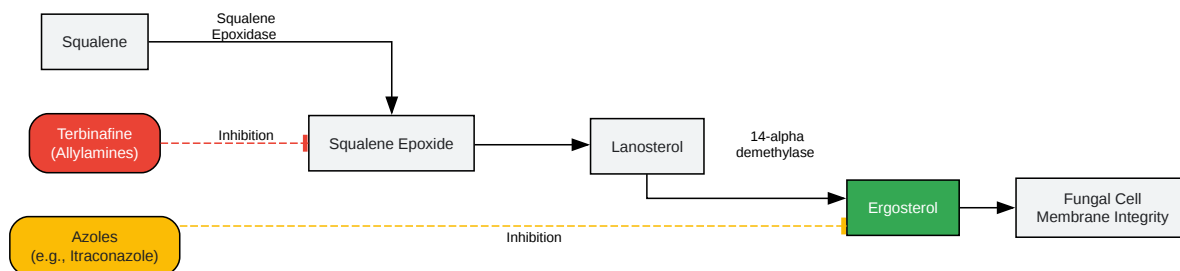 Squalene
Squalene
Epoxidase
Terbinafine
(Allylamines)
Inhibition
Squalene Epoxide
Lanosterol
14-alpha
demethylase
Ergosterol
Fungal Cell
Membrane Integrity
Azoles
(e.g., Itraconazole)
Inhibition